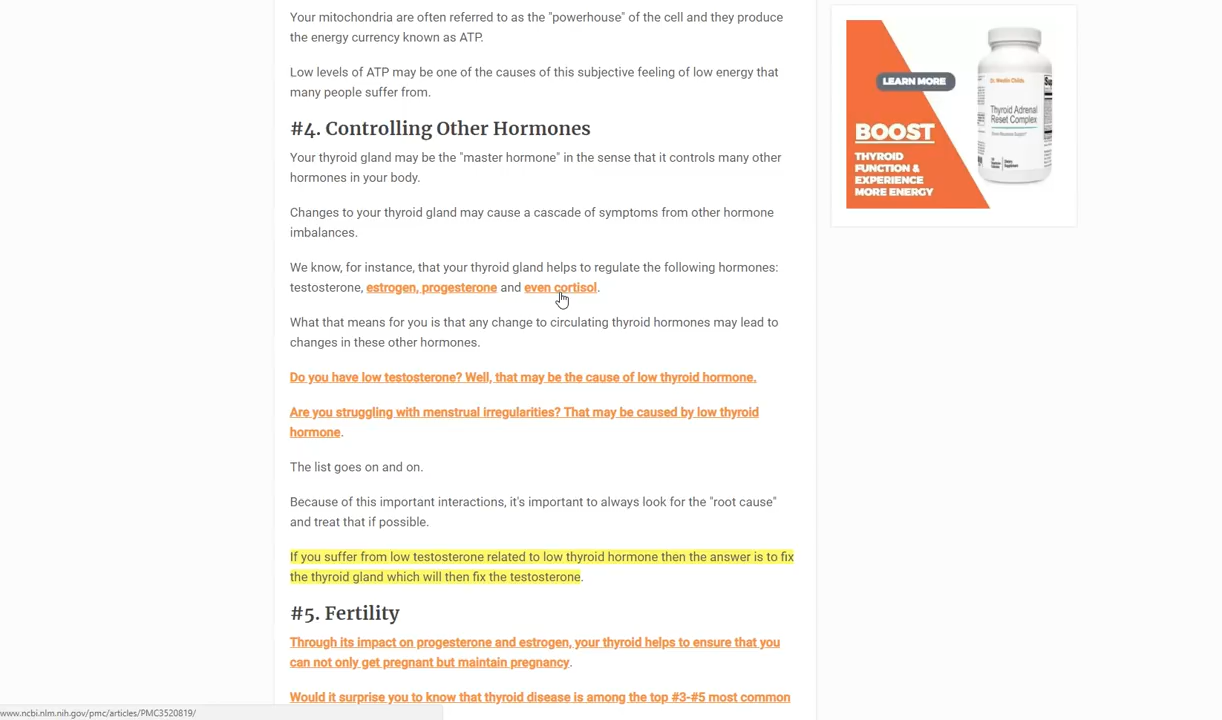 Your mitochondria are often referred to as the "powerhouse" of the cell and they produce
the energy currency known as ATP.
Low levels of ATP may be one of the causes of this subjective feeling of low energy that
many people suffer from.
#4. Controlling Other Hormones
Your thyroid gland may be the "master hormone" in the sense that it controls many other
hormones in your body.
Changes to your thyroid gland may cause a cascade of symptoms from other hormone
imbalances.
We know, for instance, that your thyroid gland helps to regulate the following hormones:
testosterone, estrogen, progesterone and even cortisol.
What that means for you is that any change to circulating thyroid hormones may lead to
changes in these other hormones.
Do you have low testosterone? Well, that may be the cause of low thyroid hormone.
Are you struggling with menstrual irregularities? That may be caused by low thyroid
hormone.
The list goes on and on.
Because of this important interactions, it's important to always look for the "root cause"
and treat that if possible.
If you suffer from low testosterone related to low thyroid hormone then the answer is to fix
the thyroid gland which will then fix the testosterone.
#5. Fertility
Through its impact on progesterone and estrogen, your thyroid helps to ensure that you
can not only get pregnant but maintain pregnancy.
Would it surprise you to know that thyroid disease is among the top #3-#5 most common
LEARN MORE
BOOST
THYROID
FUNCTION &
EXPERIENCE
MORE ENERGY
Dr. Westin Childs
Thyroid Adrenal
Reset Complex
www.ncbi.nlm.nih.gov/pmc/articles/PMC3520819/